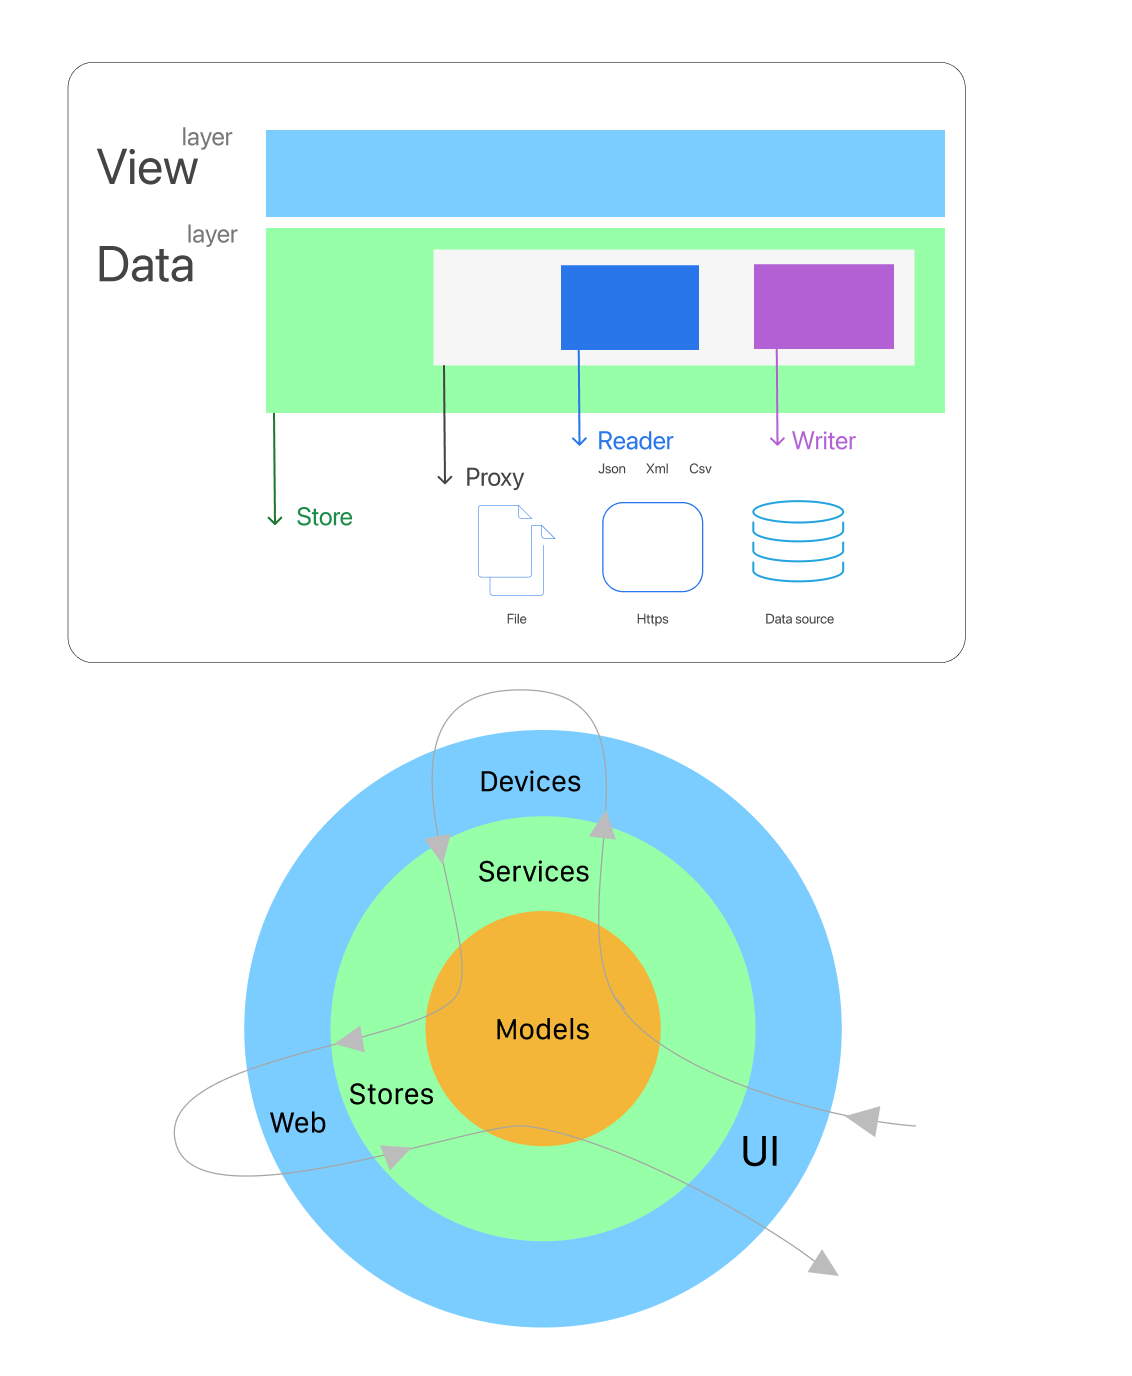 layer
View
layer
Data
Reader
Writer
Json Xml Csv
Proxy
Store
File
Https
Data source
Devices
Services
Models
Stores
Web
UI